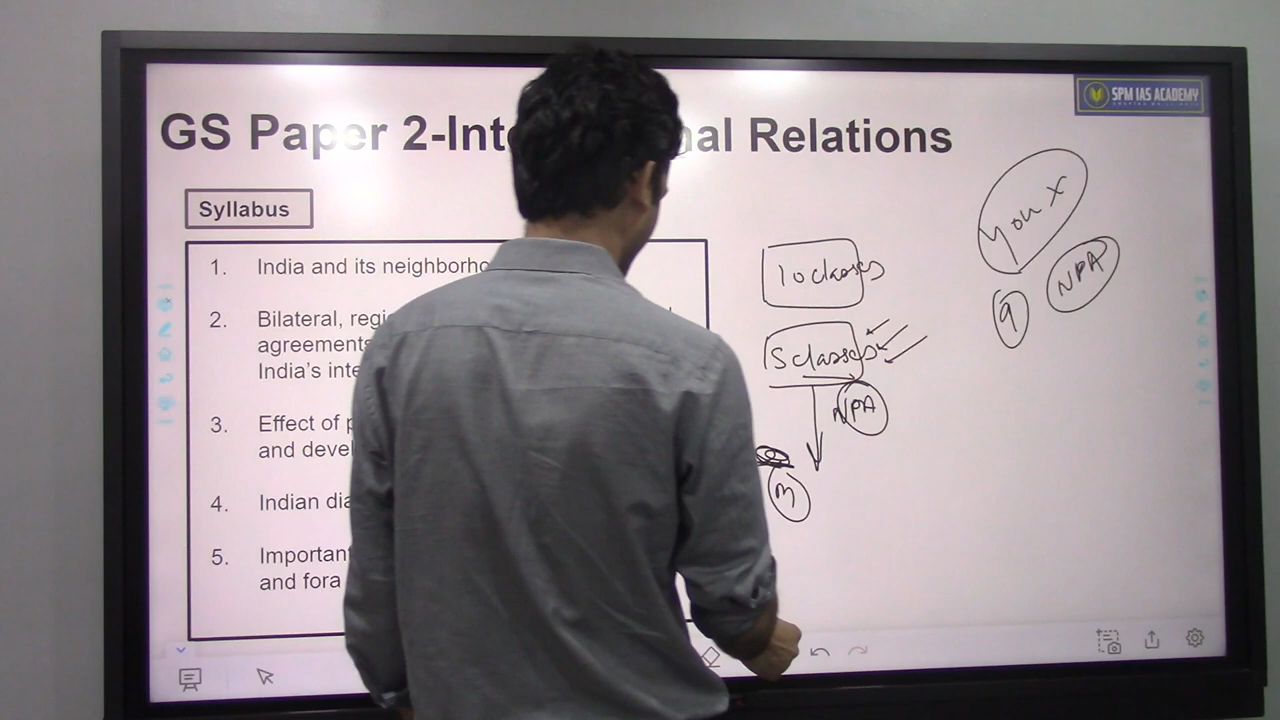 SPM IAS ACADEMY
GS Paper 2-Inte nal Relations
Syllabus
1. India and its neighborho
2. Bilateral, regi
agreements
India's inte
3. Effect of p
and devel
4. Indian dia
5. Important
and fora
10 classes
5 classes
NPA
3
you x
NPA
9